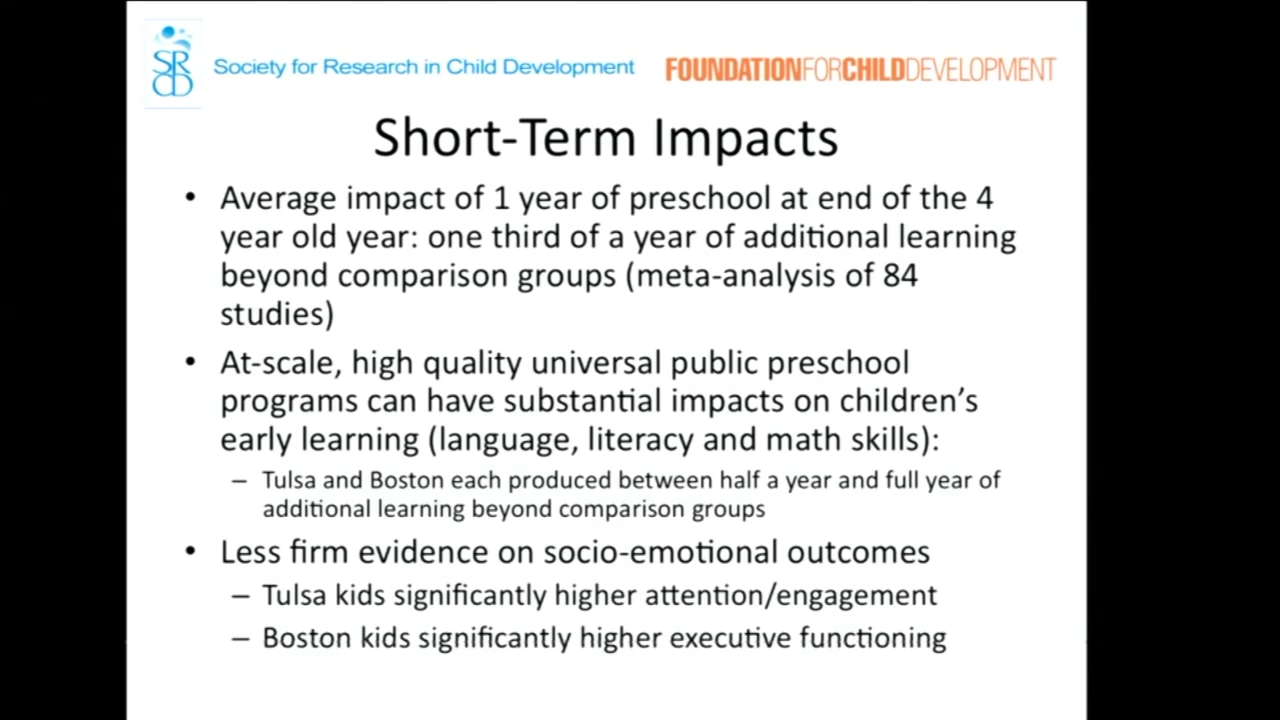 SR
CD
Society for Research in Child Development
FOUNDATIONFORCHILDDEVELOPMENT
Short-Term Impacts
• Average impact of 1 year of preschool at end of the 4
year old year: one third of a year of additional learning
beyond comparison groups (meta-analysis of 84
studies)
• At-scale, high quality universal public preschool
programs can have substantial impacts on children’s
early learning (language, literacy and math skills):
– Tulsa and Boston each produced between half a year and full year of
additional learning beyond comparison groups
• Less firm evidence on socio-emotional outcomes
– Tulsa kids significantly higher attention/engagement
– Boston kids significantly higher executive functioning